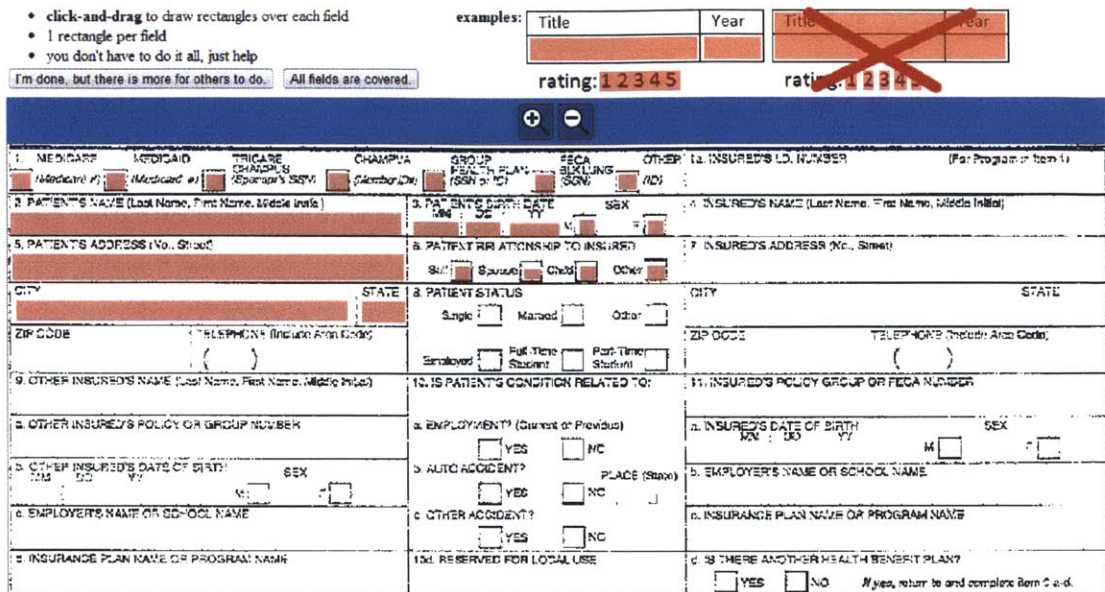 • click-and-drag to draw rectangles over each field
• 1 rectangle per field
• you don't have to do it all, just help
I'm done, but there is more for others to do. All fields are covered.
examples:
Title Year
rating: 1 2 3 4 5
Title Year
rating: 1 2 3 4 5
1. MEDICARE MEDICAID TRICARE CHAMPUS CHAMPVA GROUP HEALTH PLAN FECA BLK LUNG OTHER 1a. INSURED'S I.D. NUMBER (For Program in Item 1)
(Medicare #) (Medicaid #) (Sponsor's SSN) (Member ID#) (SSN or ID) (SSN) (ID)
2. PATIENT'S NAME (Last Name, First Name, Middle Initial) 3. PATIENT'S BIRTH DATE SEX 4. INSURED'S NAME (Last Name, First Name, Middle Initial)
MM DD YY M F
5. PATIENT'S ADDRESS (No., Street) 6. PATIENT RELATIONSHIP TO INSURED 7. INSURED'S ADDRESS (No., Street)
Self Spouse Child Other
CITY STATE 8. PATIENT STATUS CITY STATE
Single Married Other
ZIP CODE TELEPHONE (Include Area Code) ZIP CODE TELEPHONE (Include Area Code)
( ) Employed Full-Time Student Part-Time Student ( )
9. OTHER INSURED'S NAME (Last Name, First Name, Middle Initial) 10. IS PATIENT'S CONDITION RELATED TO: 11. INSURED'S POLICY GROUP OR FECA NUMBER
a. OTHER INSURED'S POLICY OR GROUP NUMBER a. EMPLOYMENT? (Current or Previous) a. INSURED'S DATE OF BIRTH SEX
YES NO MM DD YY M F
b. OTHER INSURED'S DATE OF BIRTH SEX b. AUTO ACCIDENT? PLACE (State) b. EMPLOYER'S NAME OR SCHOOL NAME
MM DD YY M F YES NO
c. EMPLOYER'S NAME OR SCHOOL NAME c. OTHER ACCIDENT? c. INSURANCE PLAN NAME OR PROGRAM NAME
YES NO
d. INSURANCE PLAN NAME OR PROGRAM NAME 10d. RESERVED FOR LOCAL USE d. IS THERE ANOTHER HEALTH BENEFIT PLAN?
YES NO If yes, return to and complete item 9 a-d.